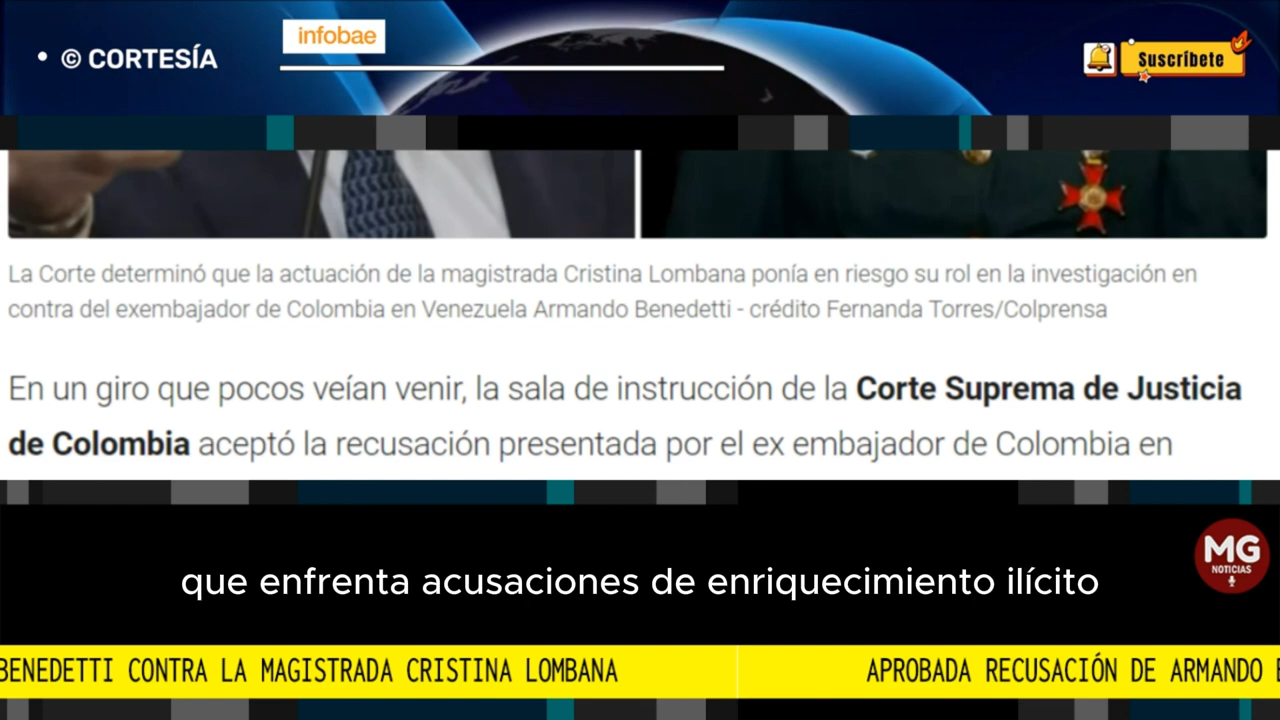 • © CORTESÍA
infobae
Suscríbete
La Corte determinó que la actuación de la magistrada Cristina Lombana ponía en riesgo su rol en la investigación en
contra del exembajador de Colombia en Venezuela Armando Benedetti - crédito Fernanda Torres/Colprensa
En un giro que pocos veían venir, la sala de instrucción de la Corte Suprema de Justicia
de Colombia aceptó la recusación presentada por el ex embajador de Colombia en
MG
NOTICIAS
que enfrenta acusaciones de enriquecimiento ilícito
BENEDETTI CONTRA LA MAGISTRADA CRISTINA LOMBANA
APROBADA RECUSACIÓN DE ARMANDO